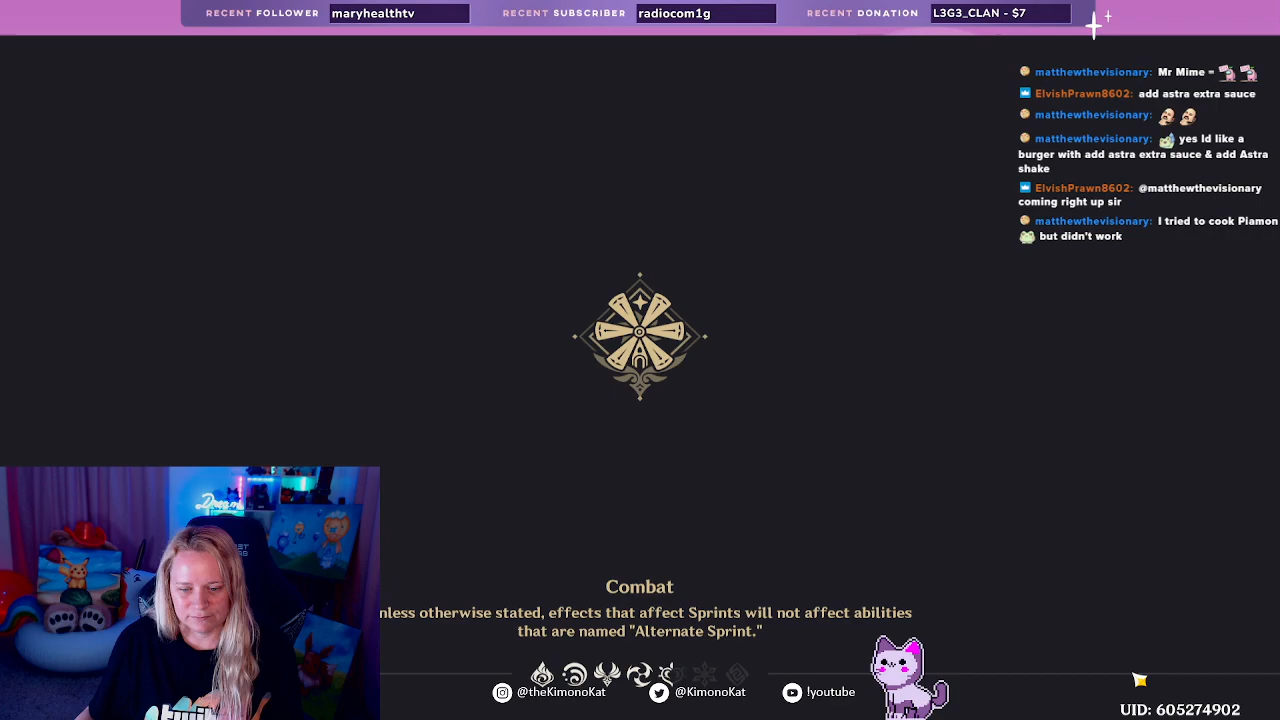 RECENT FOLLOWER maryhealthtv RECENT SUBSCRIBER radiocom1g RECENT DONATION L3G3_CLAN - $7
matthewthevisionary: Mr Mime =
ElvishPrawn8602: add astra extra sauce
matthewthevisionary:
matthewthevisionary: yes Id like a
burger with add astra extra sauce & add Astra
shake
ElvishPrawn8602: @matthewthevisionary
coming right up sir
matthewthevisionary: I tried to cook Piamon
but didn't work
Dream
Combat
nless otherwise stated, effects that affect Sprints will not affect abilities
that are named "Alternate Sprint."
@theKimonoKat @KimonoKat !youtube
UID: 605274902